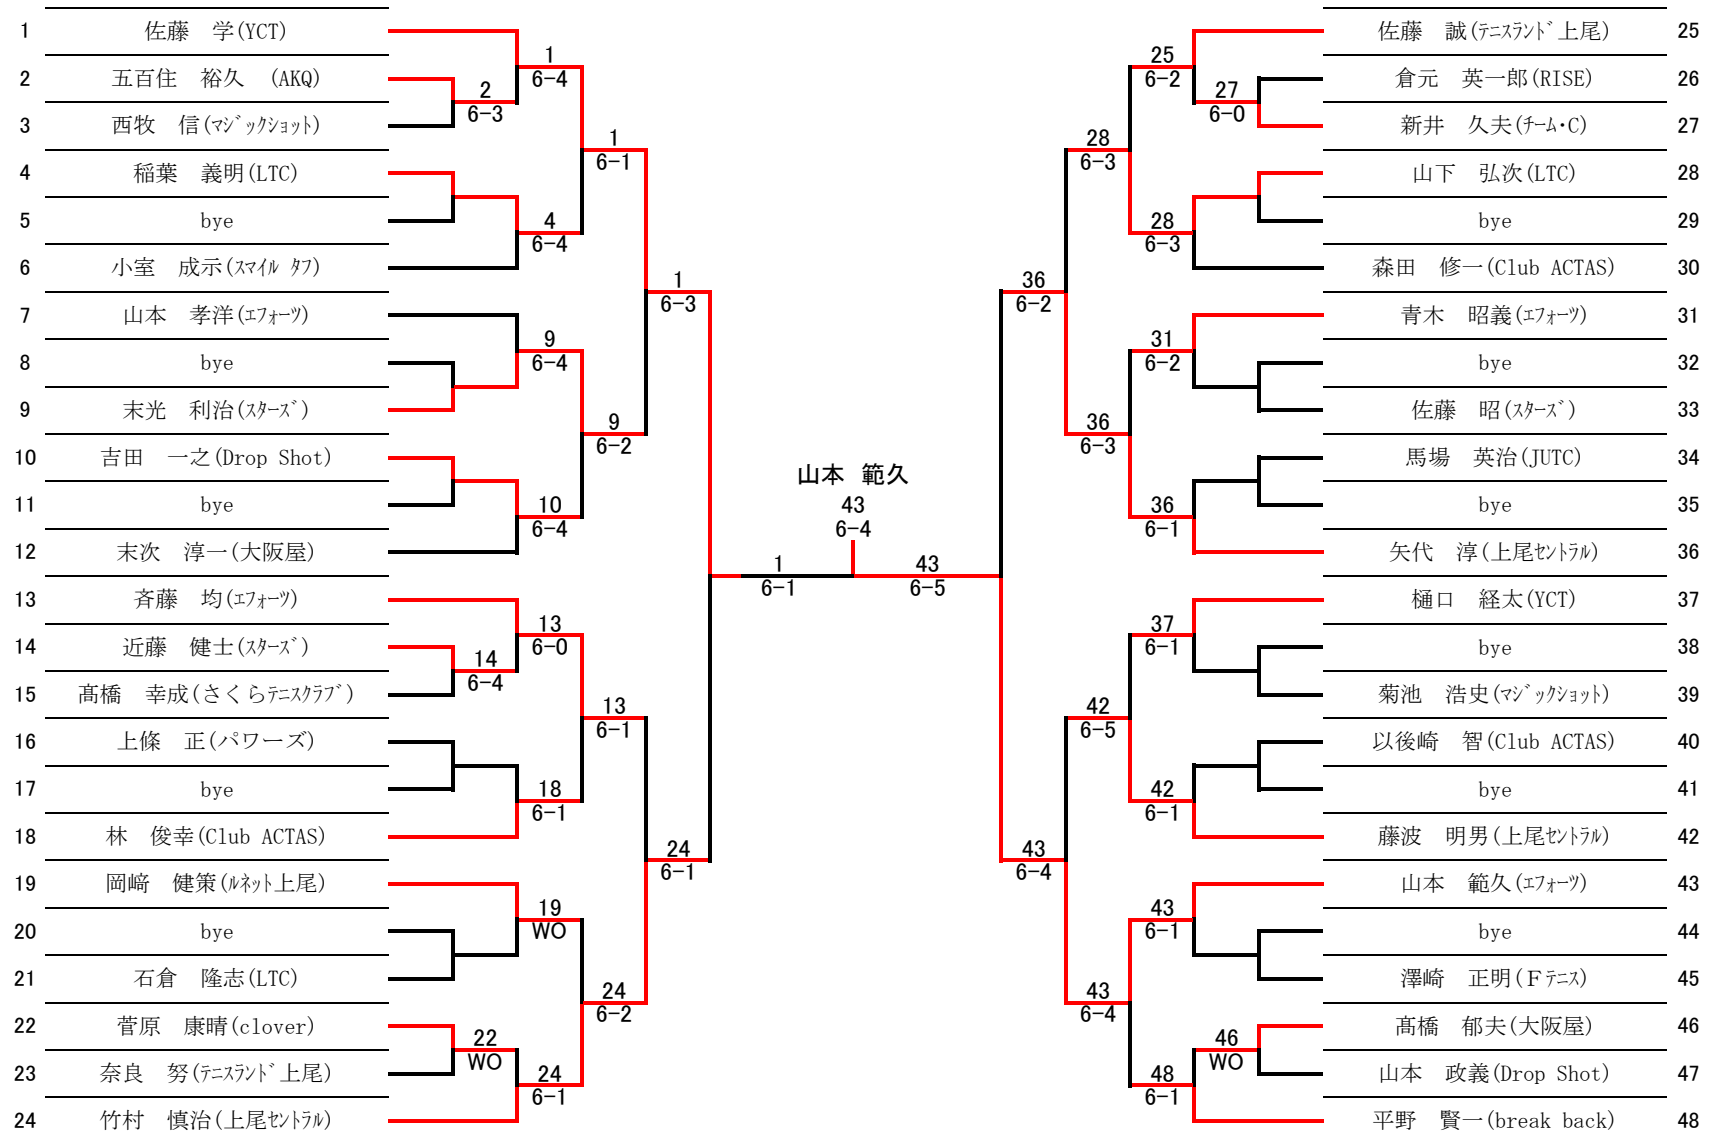 1 佐藤　学(YCT)
2 五百住　裕久　(AKQ)
3 西牧　信(ﾏｼﾞｯｸｼｮｯﾄ)
4 稲葉　義明(LTC)
5 bye
6 小室　成示(ｽﾏｲﾙ ﾀﾌ)
7 山本　孝洋(ｴﾌｫｰﾂ)
8 bye
9 末光　利治(ｽﾀｰｽﾞ)
10 吉田　一之(Drop Shot)
11 bye
12 末次　淳一(大阪屋)
13 斉藤　均(ｴﾌｫｰﾂ)
14 近藤　健士(ｽﾀｰｽﾞ)
15 髙橋　幸成(さくらﾃﾆｽｸﾗﾌﾞ)
16 上條　正(パワーズ)
17 bye
18 林　俊幸(Club ACTAS)
19 岡﨑　健策(ﾙﾈｯﾄ上尾)
20 bye
21 石倉　隆志(LTC)
22 菅原　康晴(clover)
23 奈良　努(ﾃﾆｽﾗﾝﾄﾞ上尾)
24 竹村　慎治(上尾ｾﾝﾄﾗﾙ)
2
6-3
14
6-4
22
WO
1
6-4
4
6-4
9
6-4
10
6-4
13
6-0
18
6-1
19
WO
24
6-1
1
6-1
9
6-2
13
6-1
24
6-2
1
6-3
24
6-1
1
6-1
山本　範久
43
6-4
43
6-5
36
6-2
43
6-4
28
6-3
36
6-3
42
6-5
43
6-4
25
6-2
28
6-3
31
6-2
36
6-1
37
6-1
42
6-1
43
6-1
48
6-1
27
6-0
46
WO
佐藤　誠(ﾃﾆｽﾗﾝﾄﾞ上尾) 25
倉元　英一郎(RISE) 26
新井　久夫(ﾁｰﾑ･C) 27
山下　弘次(LTC) 28
bye 29
森田　修一(Club ACTAS) 30
青木　昭義(ｴﾌｫｰﾂ) 31
bye 32
佐藤　昭(ｽﾀｰｽﾞ) 33
馬場　英治(JUTC) 34
bye 35
矢代　淳(上尾ｾﾝﾄﾗﾙ) 36
樋口　経太(YCT) 37
bye 38
菊池　浩史(ﾏｼﾞｯｸｼｮｯﾄ) 39
以後崎　智(Club ACTAS) 40
bye 41
藤波　明男(上尾ｾﾝﾄﾗﾙ) 42
山本　範久(ｴﾌｫｰﾂ) 43
bye 44
澤崎　正明(Ｆﾃﾆｽ) 45
髙橋　郁夫(大阪屋) 46
山本　政義(Drop Shot) 47
平野　賢一(break back) 48